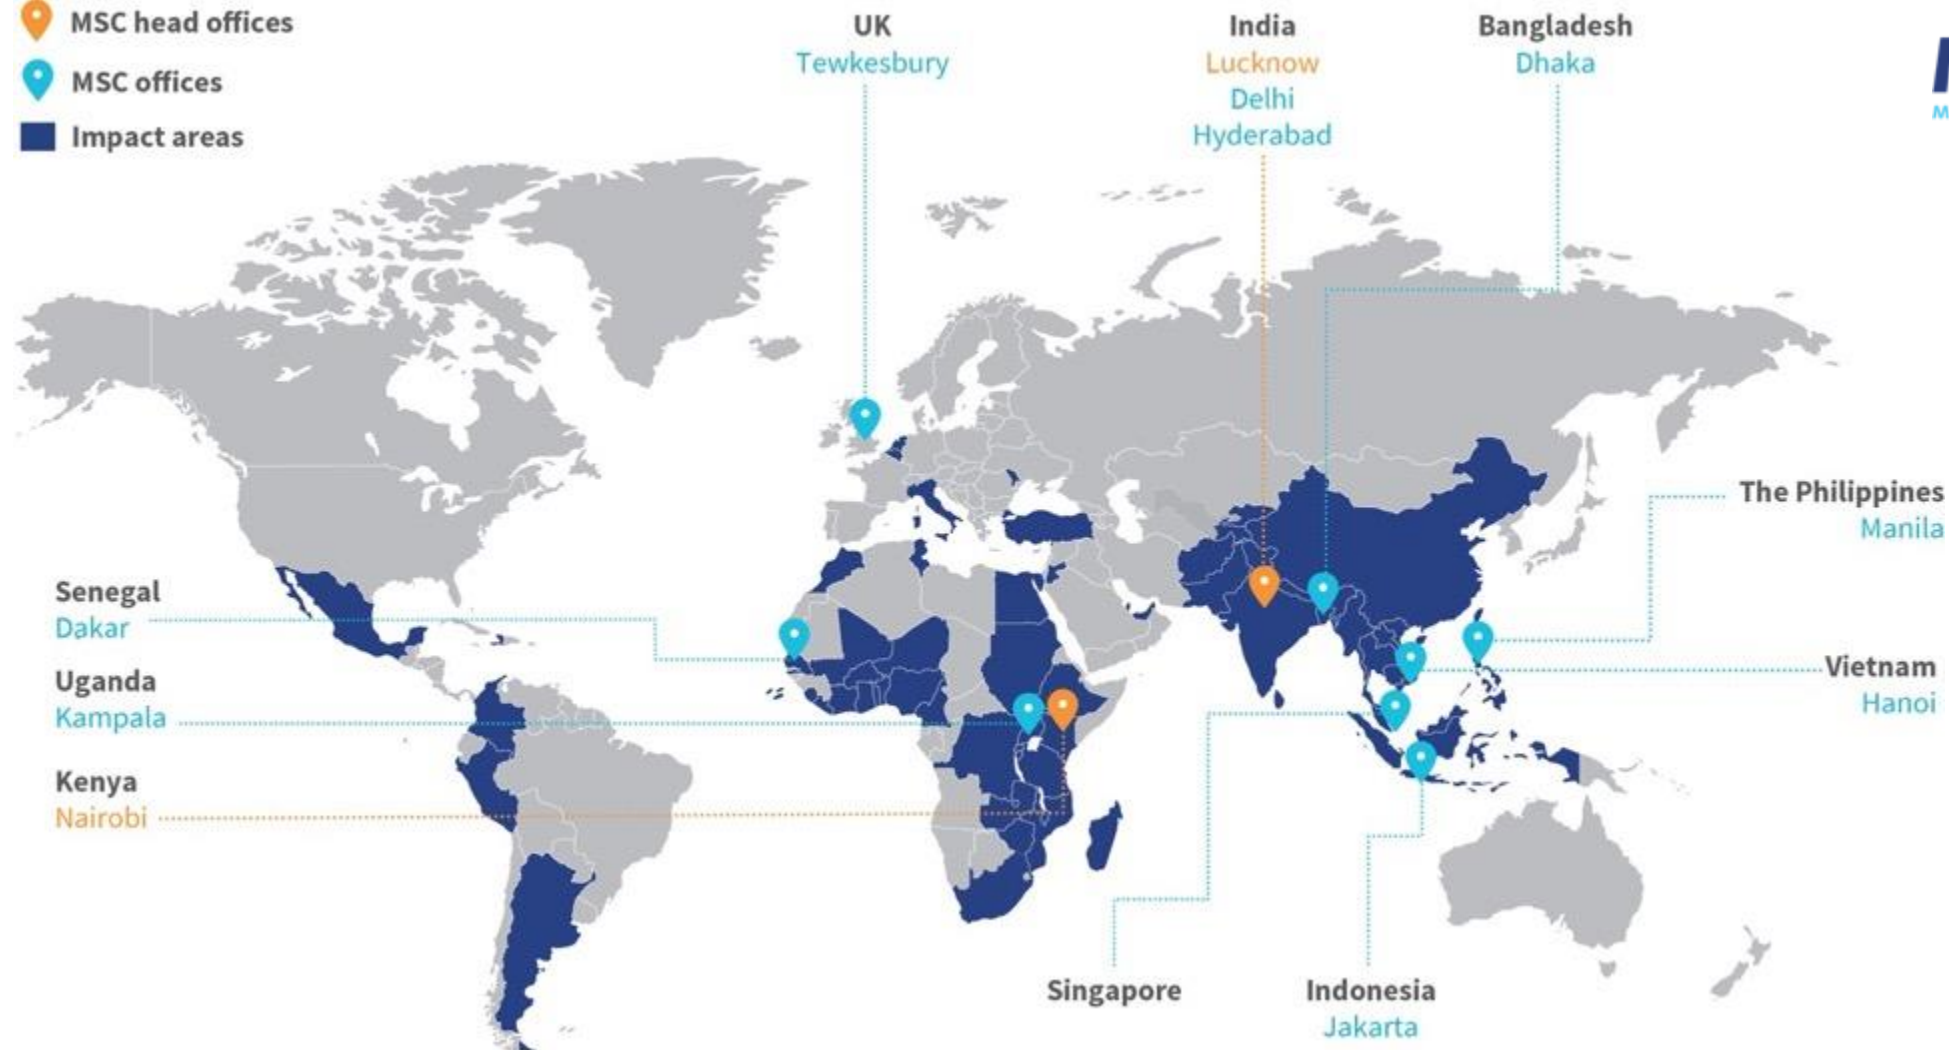 MSC head offices
MSC offices
Impact areas
UK
Tewkesbury
India
Lucknow
Delhi
Hyderabad
Bangladesh
Dhaka
The Philippines
Manila
Vietnam
Hanoi
Senegal
Dakar
Uganda
Kampala
Kenya
Nairobi
Singapore
Indonesia
Jakarta